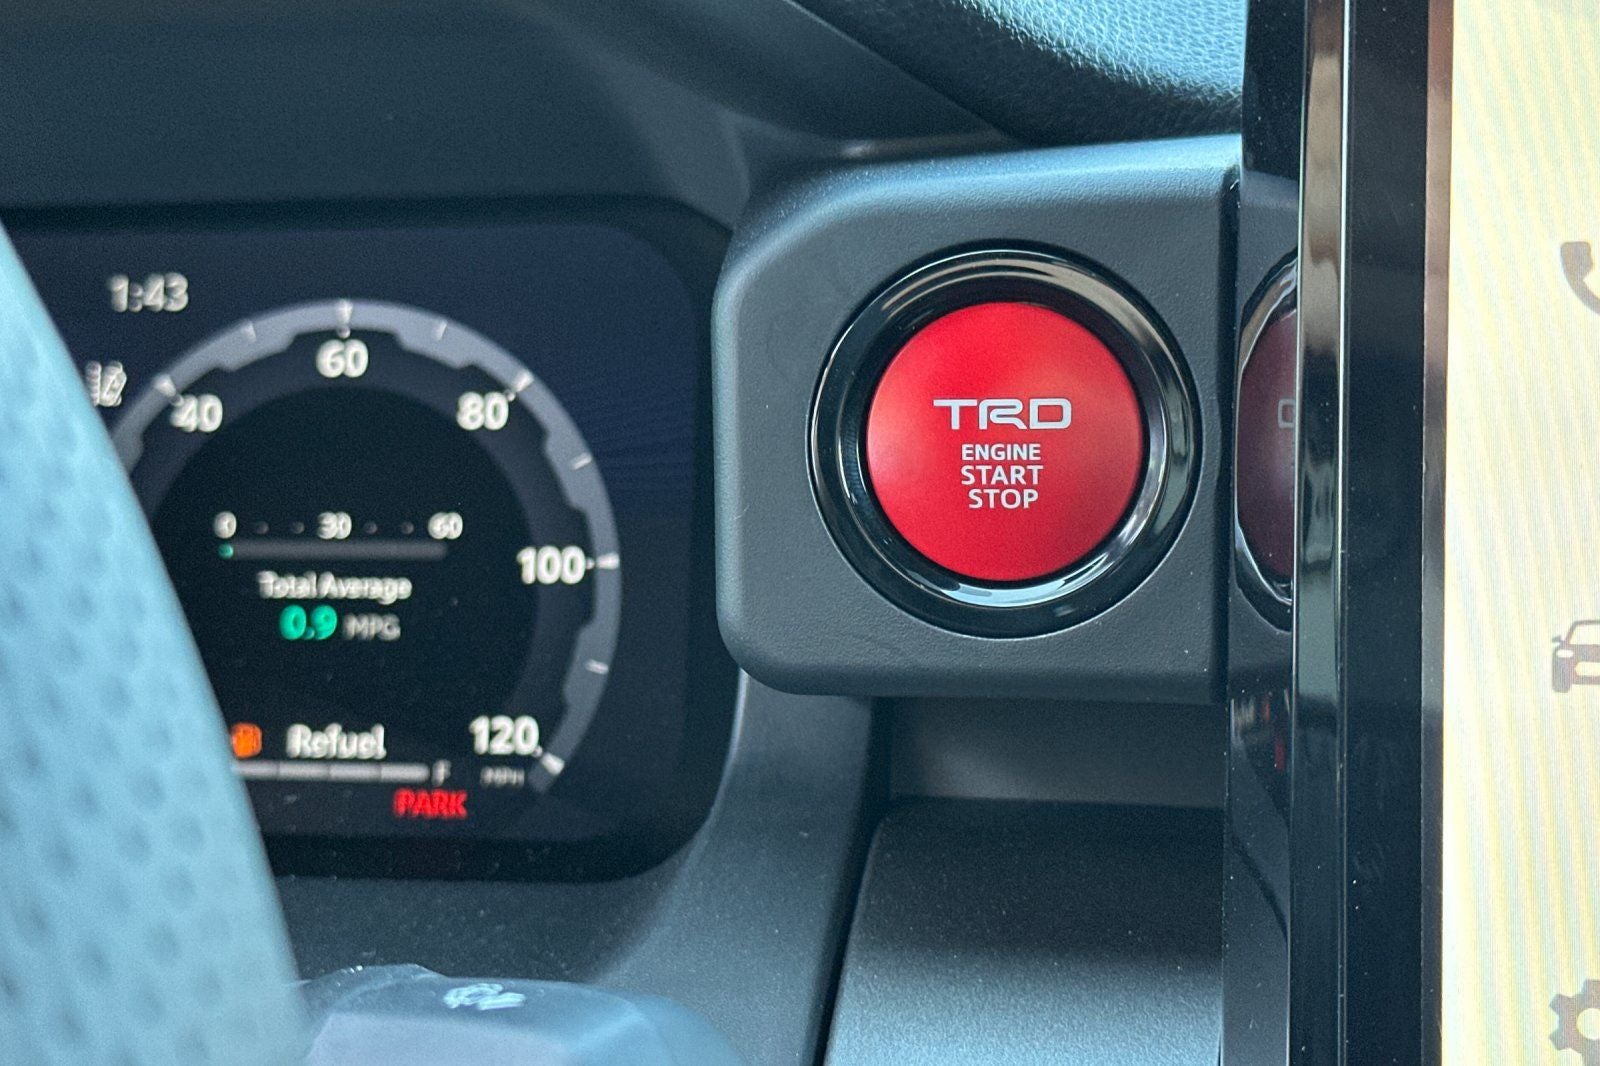 1:43
60
40
80
0 30 60
100
Total Average
0.9 MPG
Refuel
120
F
MPH
PARK
TRD
ENGINE
START
STOP